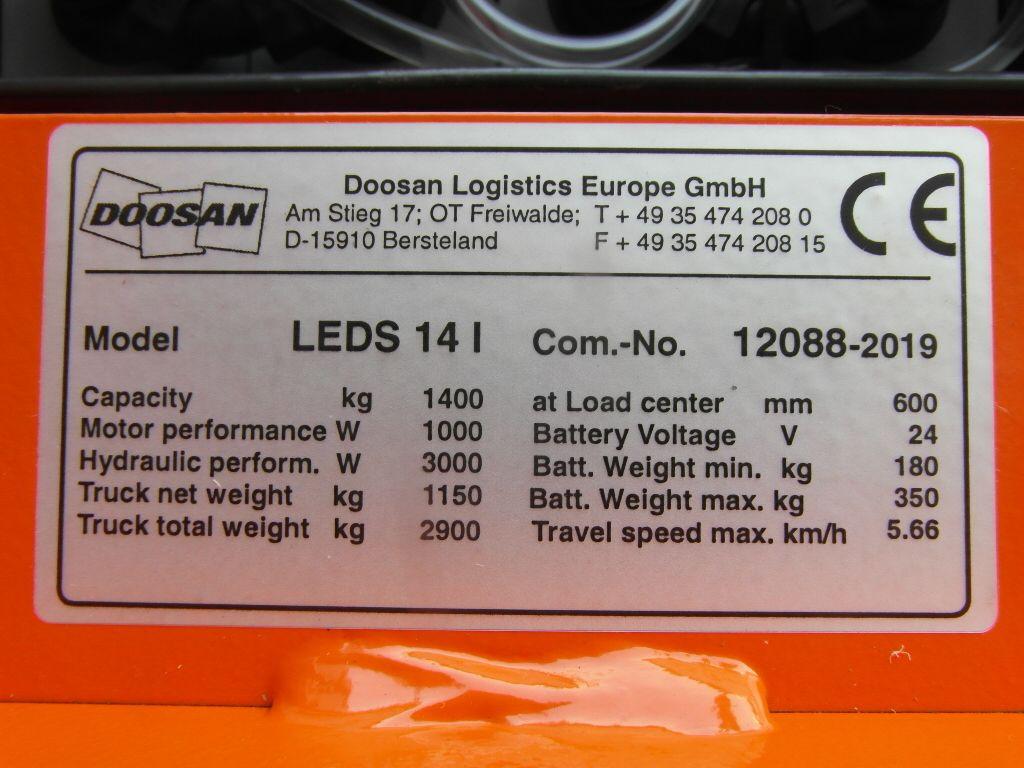 DOOSAN
Doosan Logistics Europe GmbH
Am Stieg 17; OT Freiwalde; T + 49 35 474 208 0
D-15910 Bersteland F + 49 35 474 208 15
CE
Model LEDS 14 I Com.-No. 12088-2019
Capacity kg 1400 at Load center mm 600
Motor performance W 1000 Battery Voltage V 24
Hydraulic perform. W 3000 Batt. Weight min. kg 180
Truck net weight kg 1150 Batt. Weight max. kg 350
Truck total weight kg 2900 Travel speed max. km/h 5.66